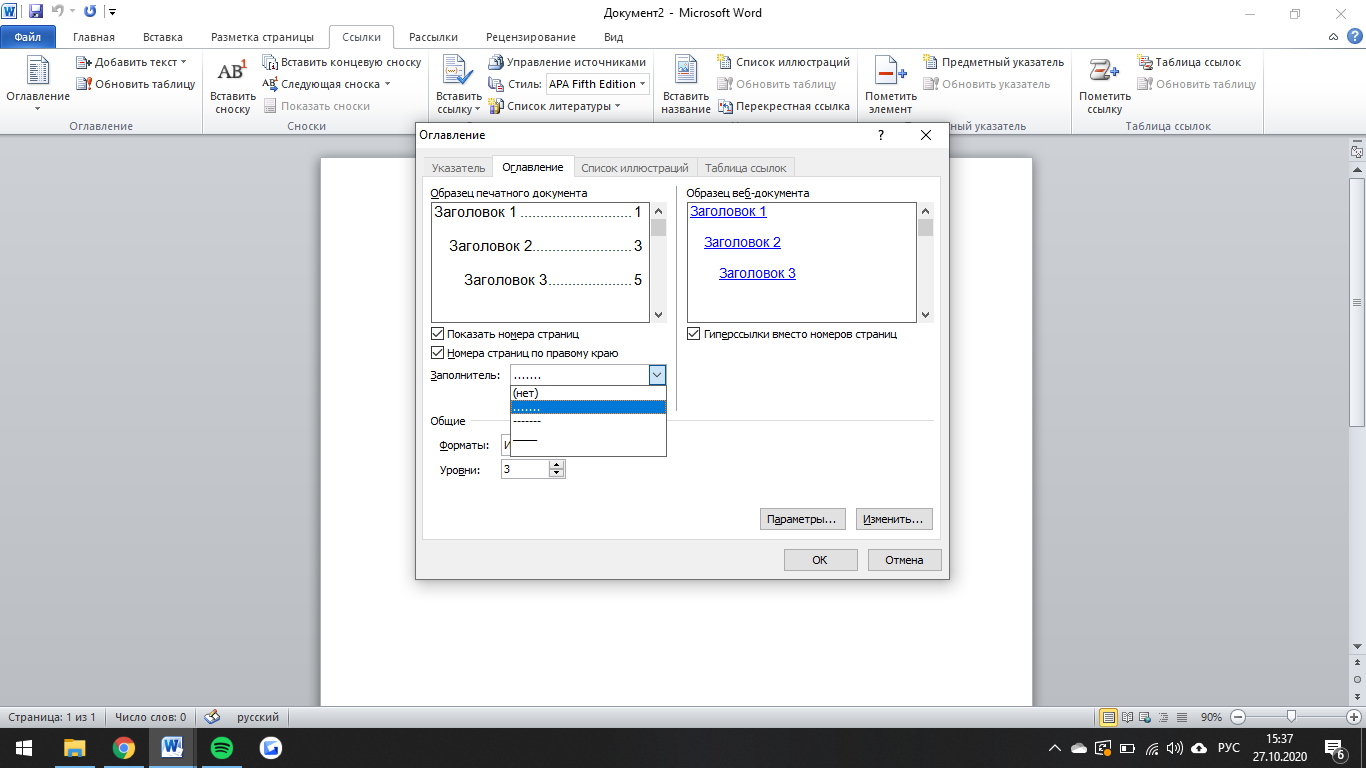 Документ2 - Microsoft Word
Файл Главная Вставка Разметка страницы Ссылки Рассылки Рецензирование Вид
Оглавление
Добавить текст
Обновить таблицу
Оглавление
AB¹
Вставить сноску
Вставить концевую сноску
Следующая сноска
Показать сноски
Сноски
Вставить ссылку
Управление источниками
Стиль: APA Fifth Edition
Список литературы
Вставить название
Список иллюстраций
Обновить таблицу
Перекрестная ссылка
Пометить элемент
Предметный указатель
Обновить указатель
ный указатель
Пометить ссылку
Таблица ссылок
Обновить таблицу
Таблица ссылок
Оглавление ?
Указатель Оглавление Список иллюстраций Таблица ссылок
Образец печатного документа
Заголовок 1 ............................ 1
Заголовок 2......................... 3
Заголовок 3..................... 5
Образец веб-документа
Заголовок 1
Заголовок 2
Заголовок 3
Показать номера страниц
Номера страниц по правому краю
Гиперссылки вместо номеров страниц
Заполнитель: .......
(нет)
.......
-------
____
Общие
Форматы:
Уровни: 3
Параметры... Изменить...
ОК Отмена
Страница: 1 из 1 Число слов: 0 русский 90%
РУС 15:37
27.10.2020
6